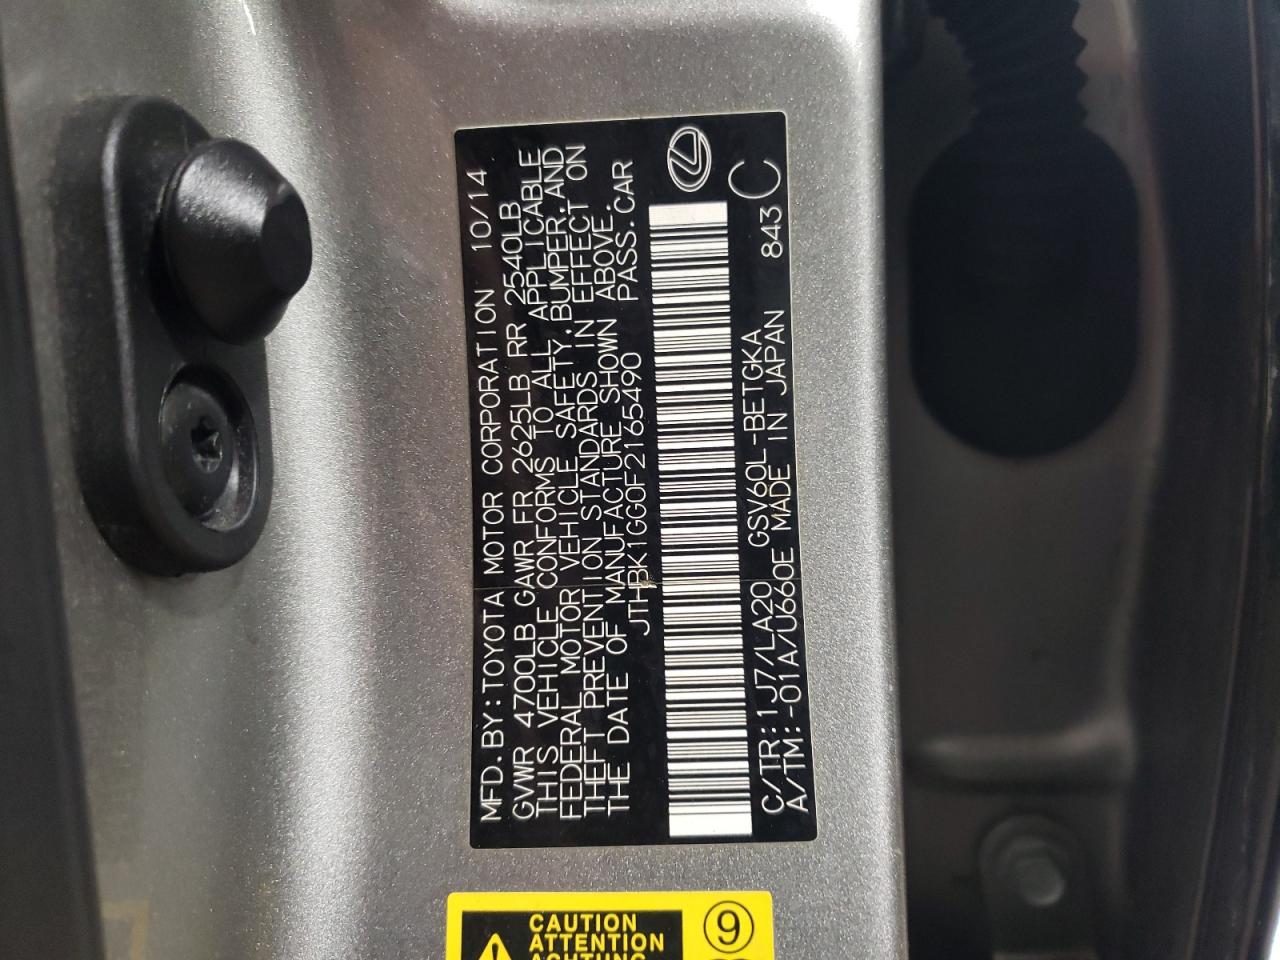 MFD.BY:TOYOTA MOTOR CORPORATION 10/14
GVWR 4700LB GAWR FR 2625LB RR 2540LB
THIS VEHICLE CONFORMS TO ALL APPLICABLE
FEDERAL MOTOR VEHICLE SAFETY,BUMPER,AND
THEFT PREVENTION STANDARDS IN EFFECT ON
THE DATE OF MANUFACTURE SHOWN ABOVE.
JTHBK1GG0F2165490 PASS.CAR
C/TR:1J7/LA20 GSV60L-BETGKA 843 C
A/TM:-01A/U660E MADE IN JAPAN
CAUTION
ATTENTION
ACHTUNG
9